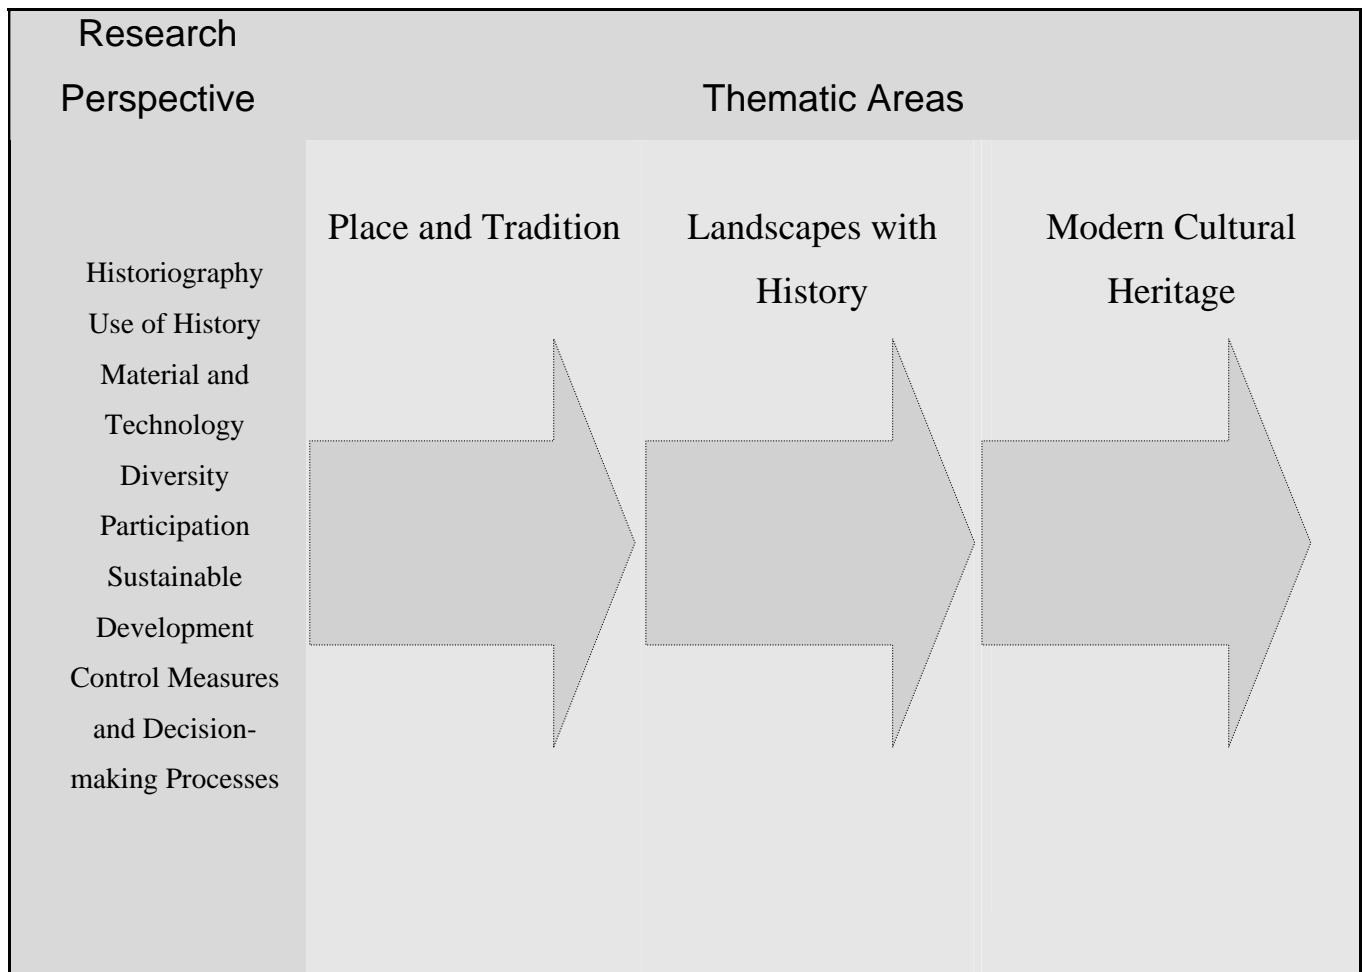 Research
Perspective
Thematic Areas
Historiography
Use of History
Material and
Technology
Diversity
Participation
Sustainable
Development
Control Measures
and Decision-
making Processes
Place and Tradition
Landscapes with
History
Modern Cultural
Heritage